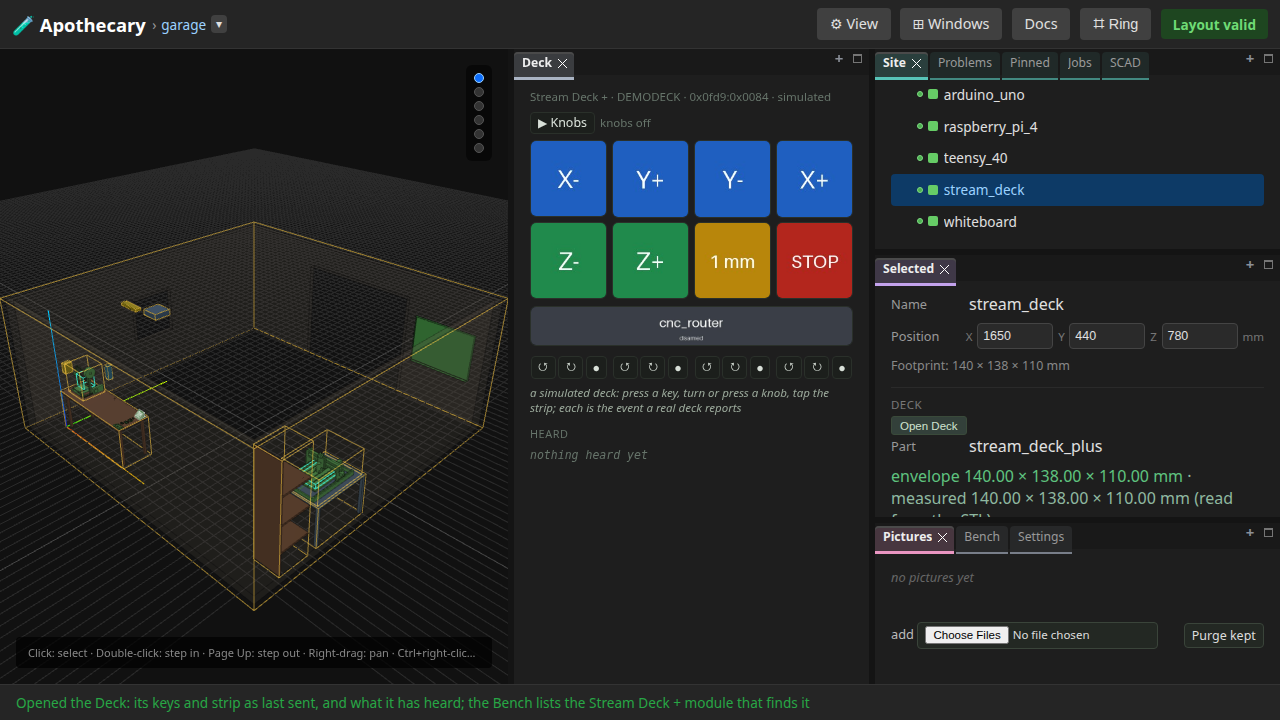 Apothecary › garage ▾
⚙ View
⊞ Windows
Docs
⌗ Ring
Layout valid
Click: select · Double-click: step in · Page Up: step out · Right-drag: pan · Ctrl+right-clic...
Deck
Stream Deck + · DEMODECK · 0x0fd9:0x0084 · simulated
▶ Knobs knobs off
X- Y+ Y- X+
Z- Z+ 1 mm STOP
cnc_router
disarmed
↺ ↻ ● ↺ ↻ ● ↺ ↻ ● ↺ ↻ ●
a simulated deck: press a key, turn or press a knob, tap the
strip; each is the event a real deck reports
HEARD
nothing heard yet
Site Problems Pinned Jobs SCAD
arduino_uno
raspberry_pi_4
teensy_40
stream_deck
whiteboard
Selected
Name stream_deck
Position X 1650 Y 440 Z 780 mm
Footprint: 140 × 138 × 110 mm
DECK
Open Deck
Part stream_deck_plus
envelope 140.00 × 138.00 × 110.00 mm ·
measured 140.00 × 138.00 × 110.00 mm (read
Pictures Bench Settings
no pictures yet
add Choose Files No file chosen Purge kept
Opened the Deck: its keys and strip as last sent, and what it has heard; the Bench lists the Stream Deck + module that finds it